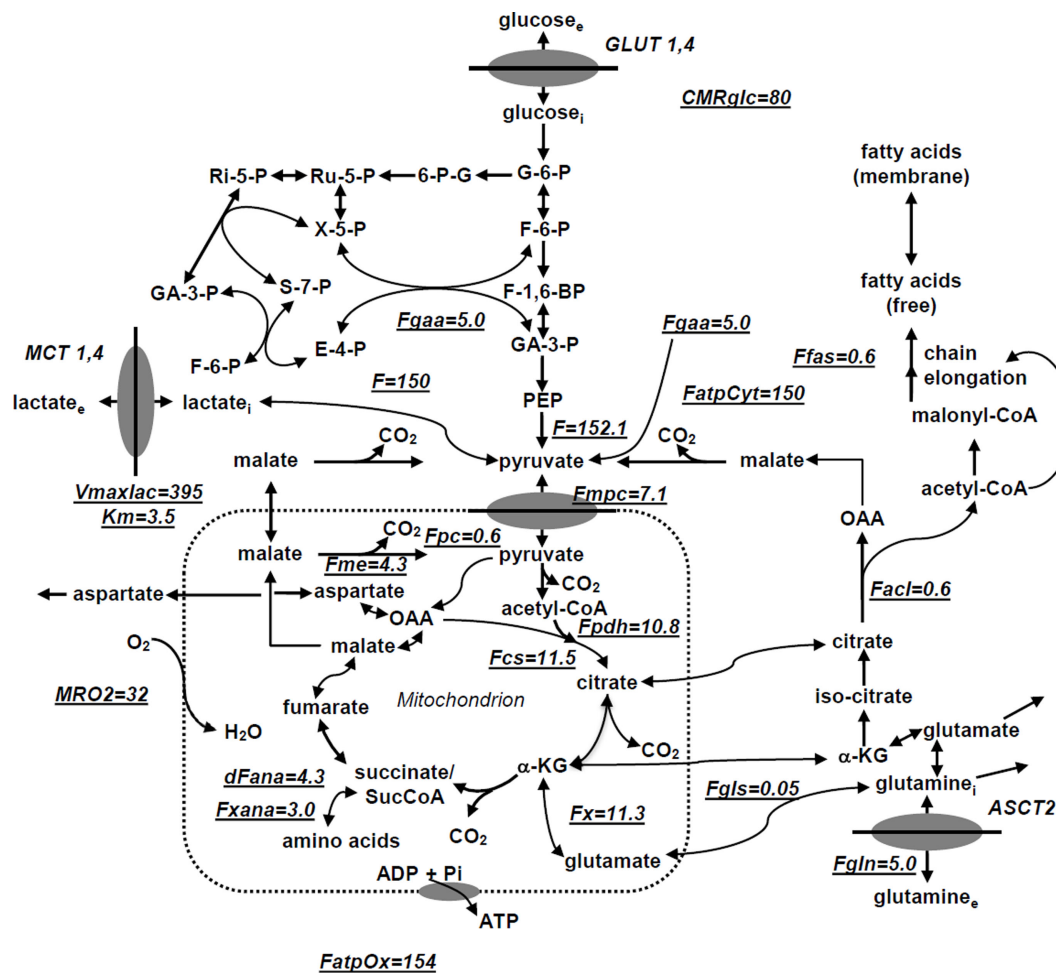 glucoseₑ
GLUT 1,4
CMRglc=80
glucoseᵢ
Ri-5-P
Ru-5-P
6-P-G
G-6-P
fatty acids
(membrane)
X-5-P
F-6-P
GA-3-P
S-7-P
F-1,6-BP
fatty acids
(free)
Fgaa=5.0
Fgaa=5.0
MCT 1,4
E-4-P
GA-3-P
F-6-P
Ffas=0.6
chain
elongation
F=150
PEP
FatpCyt=150
lactateₑ
lactateᵢ
malonyl-CoA
F=152.1
CO₂
CO₂
malate
pyruvate
malate
acetyl-CoA
Vmaxlac=395
Km=3.5
Fmpc=7.1
OAA
malate
CO₂
Fpc=0.6
pyruvate
Fme=4.3
CO₂
aspartate
aspartate
acetyl-CoA
Facl=0.6
OAA
Fpdh=10.8
O₂
malate
Fcs=11.5
citrate
citrate
MRO2=32
fumarate
Mitochondrion
iso-citrate
H₂O
CO₂
glutamate
α-KG
α-KG
dFana=4.3
succinate/
SucCoA
Fgls=0.05
glutamineᵢ
Fxana=3.0
Fx=11.3
ASCT2
amino acids
CO₂
glutamate
Fgln=5.0
ADP + Pi
glutamineₑ
ATP
FatpOx=154